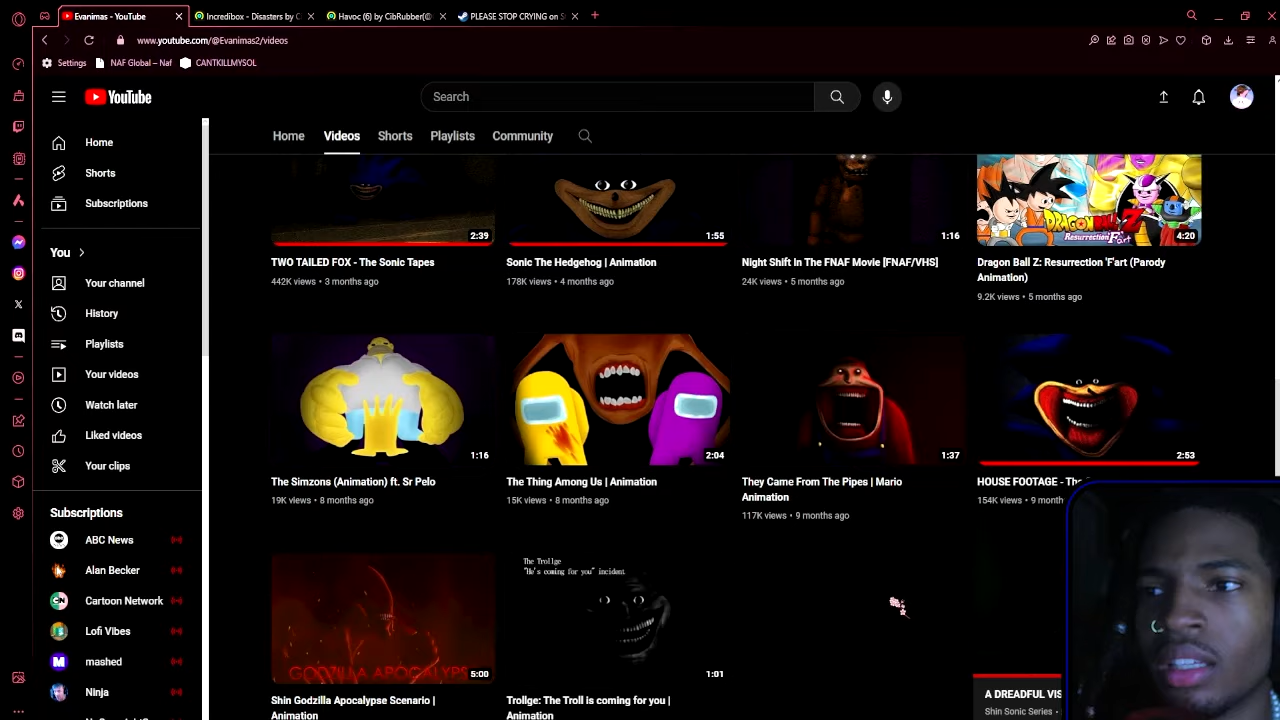 Evanimas - YouTube
Incredibox - Disasters by C
Havoc (6) by CibRubber(@
PLEASE STOP CRYING on S
www.youtube.com/@Evanimas2/videos
Settings
NAF Global – Naf
CANTKILLMYSOL
YouTube
Search
Home
Shorts
Subscriptions
You
Your channel
History
Playlists
Your videos
Watch later
Liked videos
Your clips
Subscriptions
ABC News
Alan Becker
Cartoon Network
Lofi Vibes
mashed
Ninja
Home Videos Shorts Playlists Community
2:39
TWO TAILED FOX - The Sonic Tapes
442K views • 3 months ago
1:55
Sonic The Hedgehog | Animation
178K views • 4 months ago
1:16
Night Shift In The FNAF Movie [FNAF/VHS]
24K views • 5 months ago
DRAGON BALL Z:
Resurrection 'F'art
4:20
Dragon Ball Z: Resurrection 'F'art (Parody
Animation)
9.2K views • 5 months ago
1:16
The Simzons (Animation) ft. Sr Pelo
19K views • 8 months ago
2:04
The Thing Among Us | Animation
15K views • 8 months ago
1:37
They Came From The Pipes | Mario
Animation
117K views • 9 months ago
2:53
HOUSE FOOTAGE - The
154K views • 9 month
GODZILLA APOCALYPS
5:00
Shin Godzilla Apocalypse Scenario |
Animation
The Trollge
"He's coming for you" incident
1:01
Trollge: The Troll is coming for you |
Animation
A DREADFUL VIS
Shin Sonic Series •